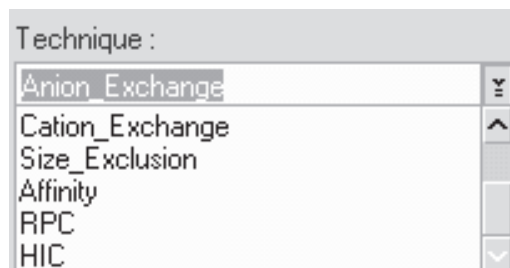 Technique :
Anion_Exchange
Cation_Exchange
Size_Exclusion
Affinity
RPC
HIC